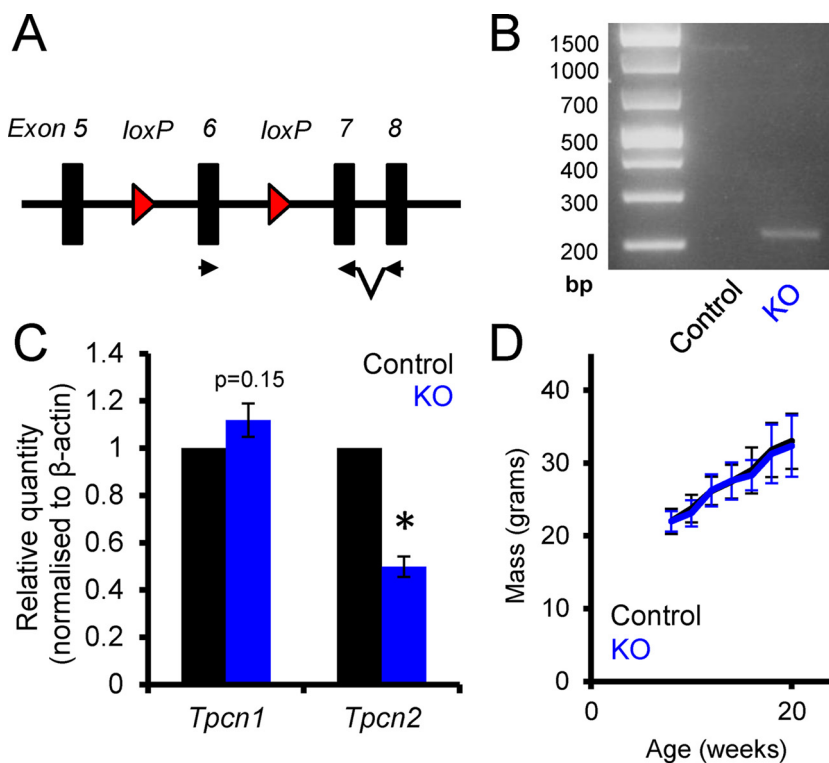 A
Exon 5 loxP 6 loxP 7 8
B
1500
1000
700
500
400
300
200
bp
Control
KO
C
Relative quantity
(normalised to β-actin)
1.4
1.2
1
0.8
0.6
0.4
0.2
0
p=0.15
*
Control
KO
Tpcn1 Tpcn2
D
Mass (grams)
40
30
20
10
0
Control
KO
0 20
Age (weeks)